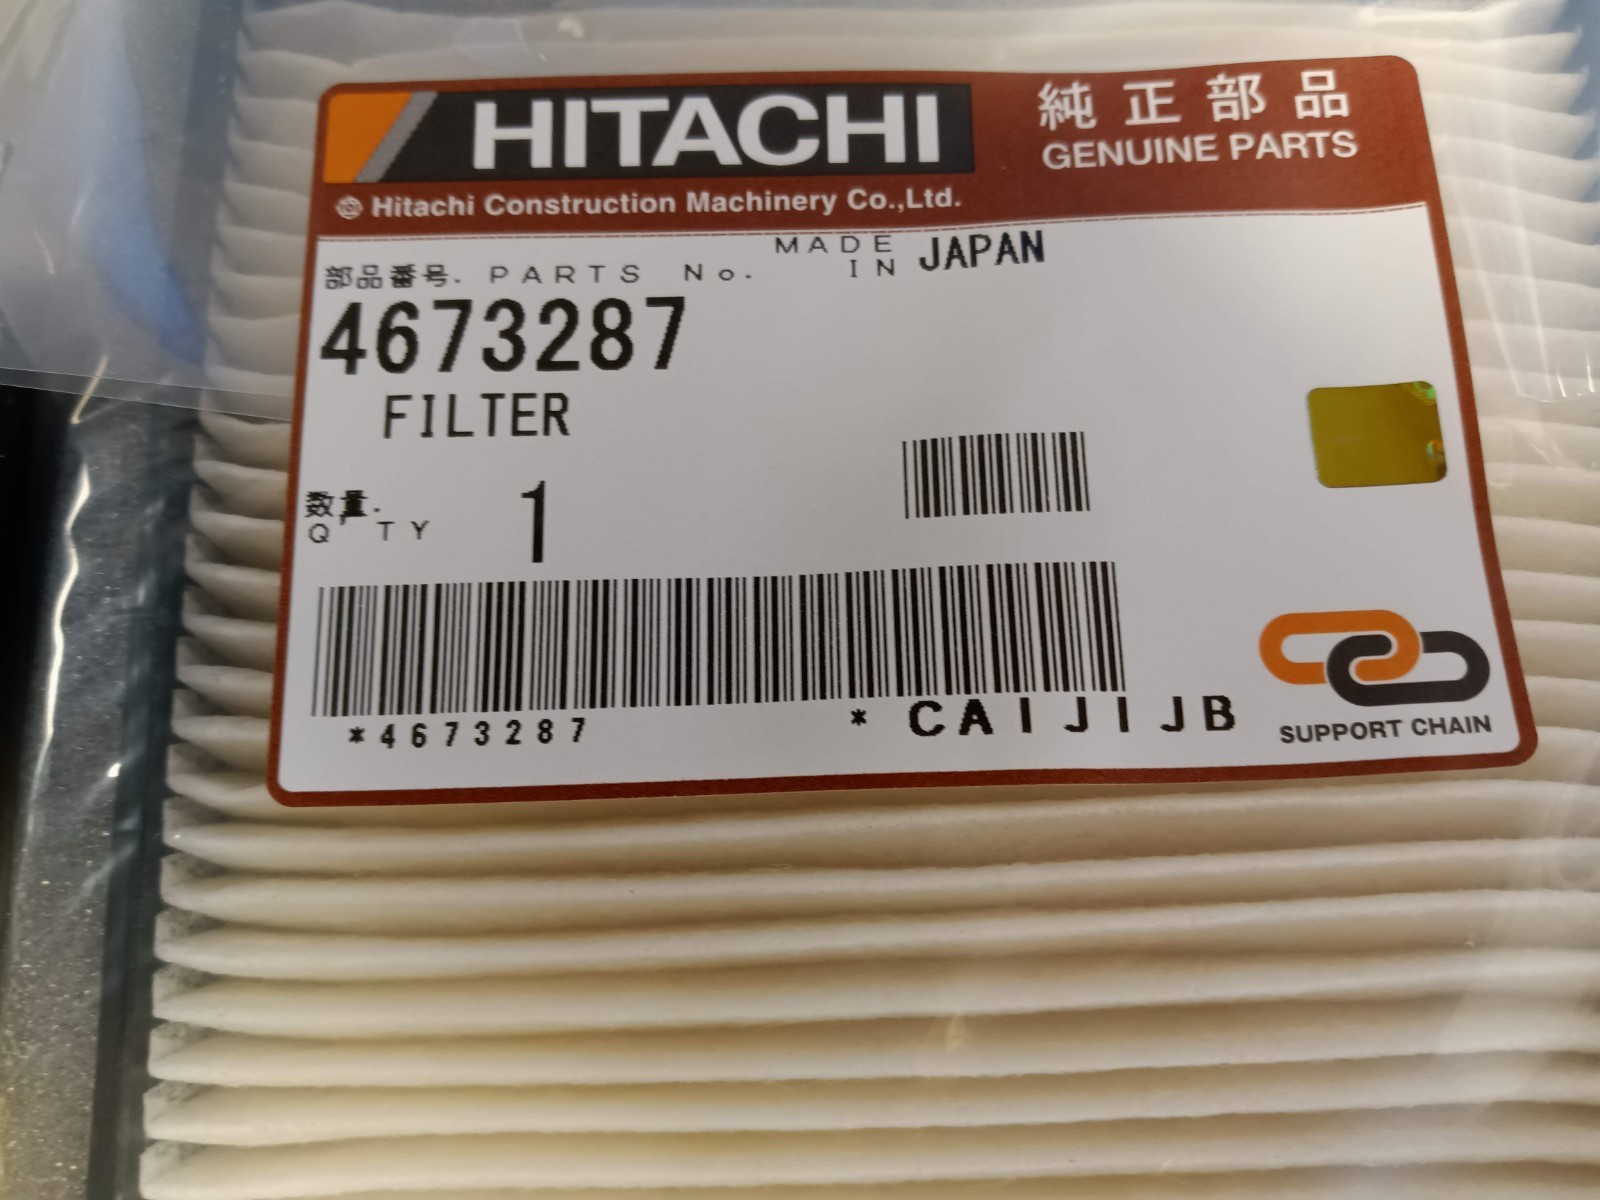 HITACHI
純正部品
GENUINE PARTS
Hitachi Construction Machinery Co.,Ltd.
部品番号. PARTS No.
MADE IN JAPAN
4673287
FILTER
数量.
Q'TY 1
*4673287 * CAIJIJB
SUPPORT CHAIN